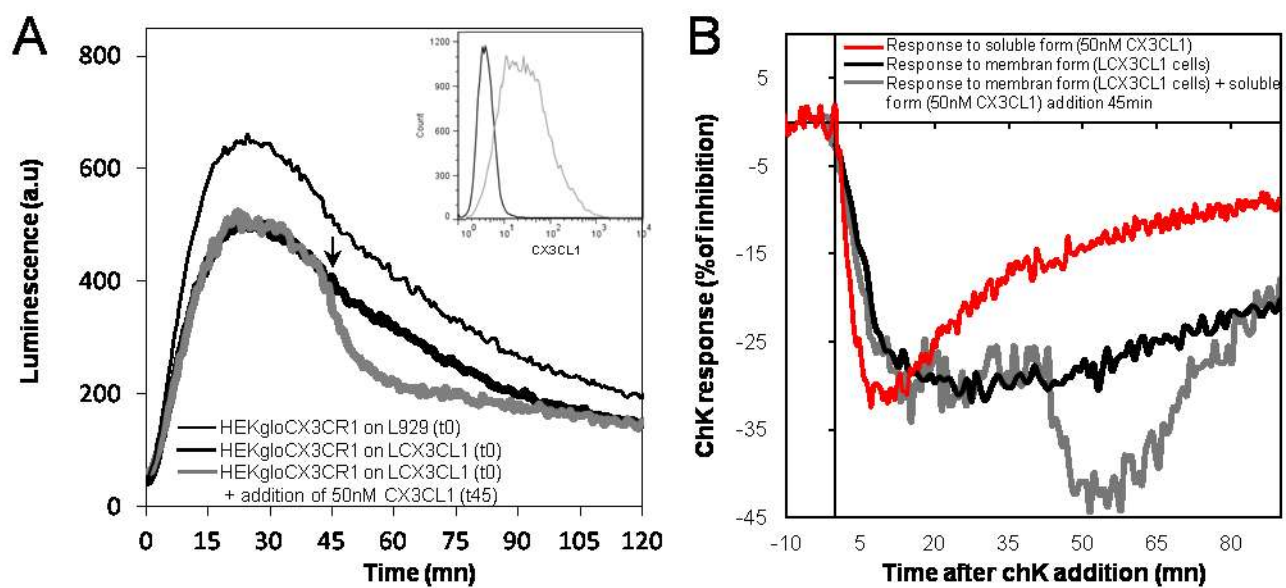 A
800
600
400
200
0
Luminescence (a.u)
0 15 30 45 60 75 90 105 120
Time (mn)
HEKgloCX3CR1 on L929 (t0)
HEKgloCX3CR1 on LCX3CL1 (t0)
HEKgloCX3CR1 on LCX3CL1 (t0)
+ addition of 50nM CX3CL1 (t45)
1200
900
600
300
0
Count
10^0 10^1 10^2 10^3 10^4
CX3CL1
B
Response to soluble form (50nM CX3CL1)
Response to membran form (LCX3CL1 cells)
Response to membran form (LCX3CL1 cells) + soluble
form (50nM CX3CL1) addition 45min
5
-5
-15
-25
-35
-45
ChK response (% of inhibition)
-10 5 20 35 50 65 80
Time after chK addition (mn)